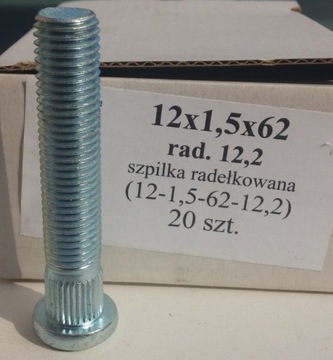 12x1,5x62
rad. 12,2
szpilka radełkowana
(12-1,5-62-12,2)
20 szt.